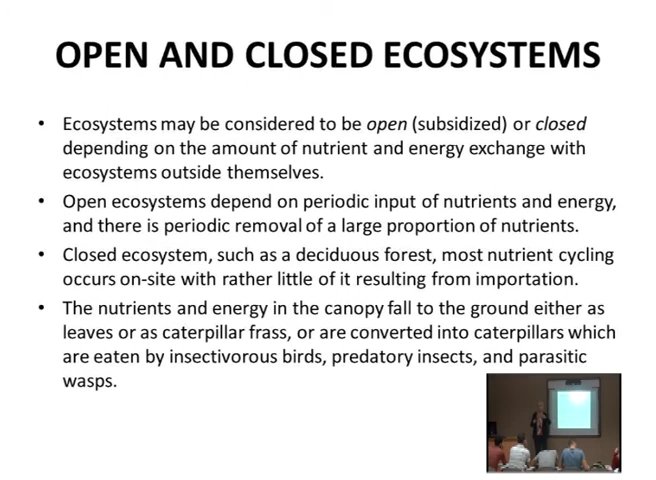 OPEN AND CLOSED ECOSYSTEMS
• Ecosystems may be considered to be open (subsidized) or closed
depending on the amount of nutrient and energy exchange with
ecosystems outside themselves.
• Open ecosystems depend on periodic input of nutrients and energy,
and there is periodic removal of a large proportion of nutrients.
• Closed ecosystem, such as a deciduous forest, most nutrient cycling
occurs on-site with rather little of it resulting from importation.
• The nutrients and energy in the canopy fall to the ground either as
leaves or as caterpillar frass, or are converted into caterpillars which
are eaten by insectivorous birds, predatory insects, and parasitic
wasps.